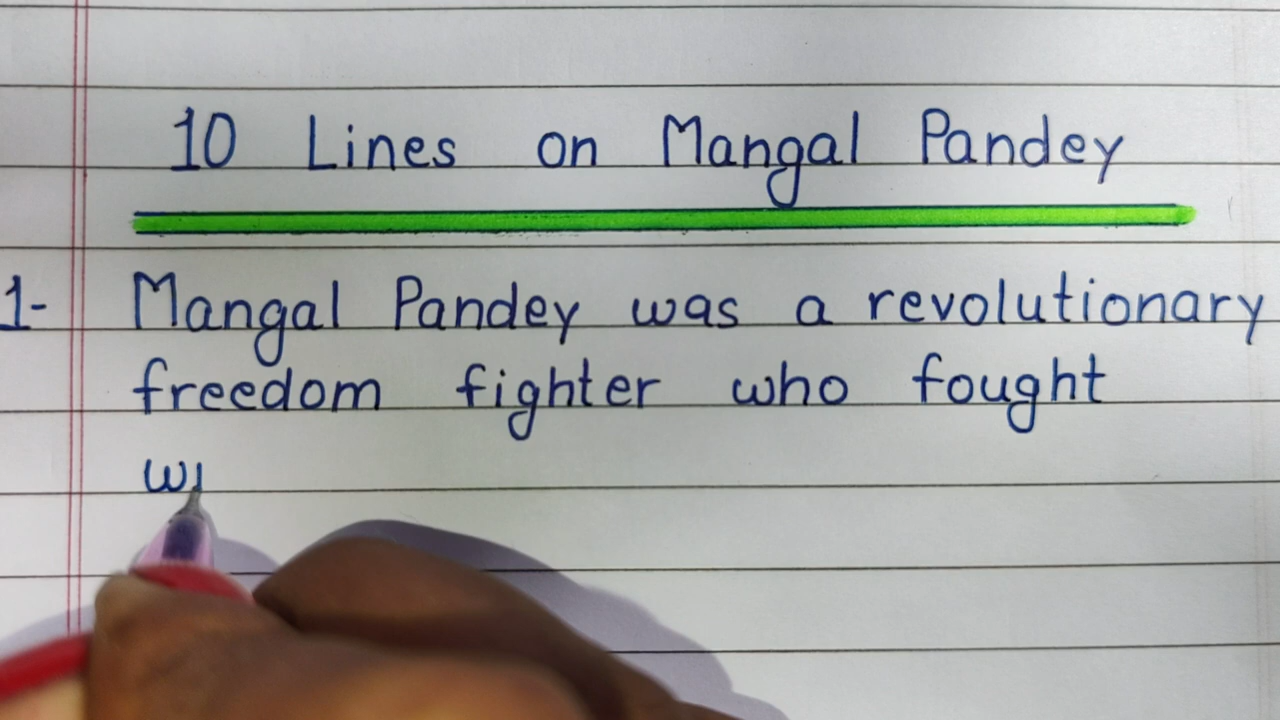 10 Lines on Mangal Pandey
1- Mangal Pandey was a revolutionary
freedom fighter who fought